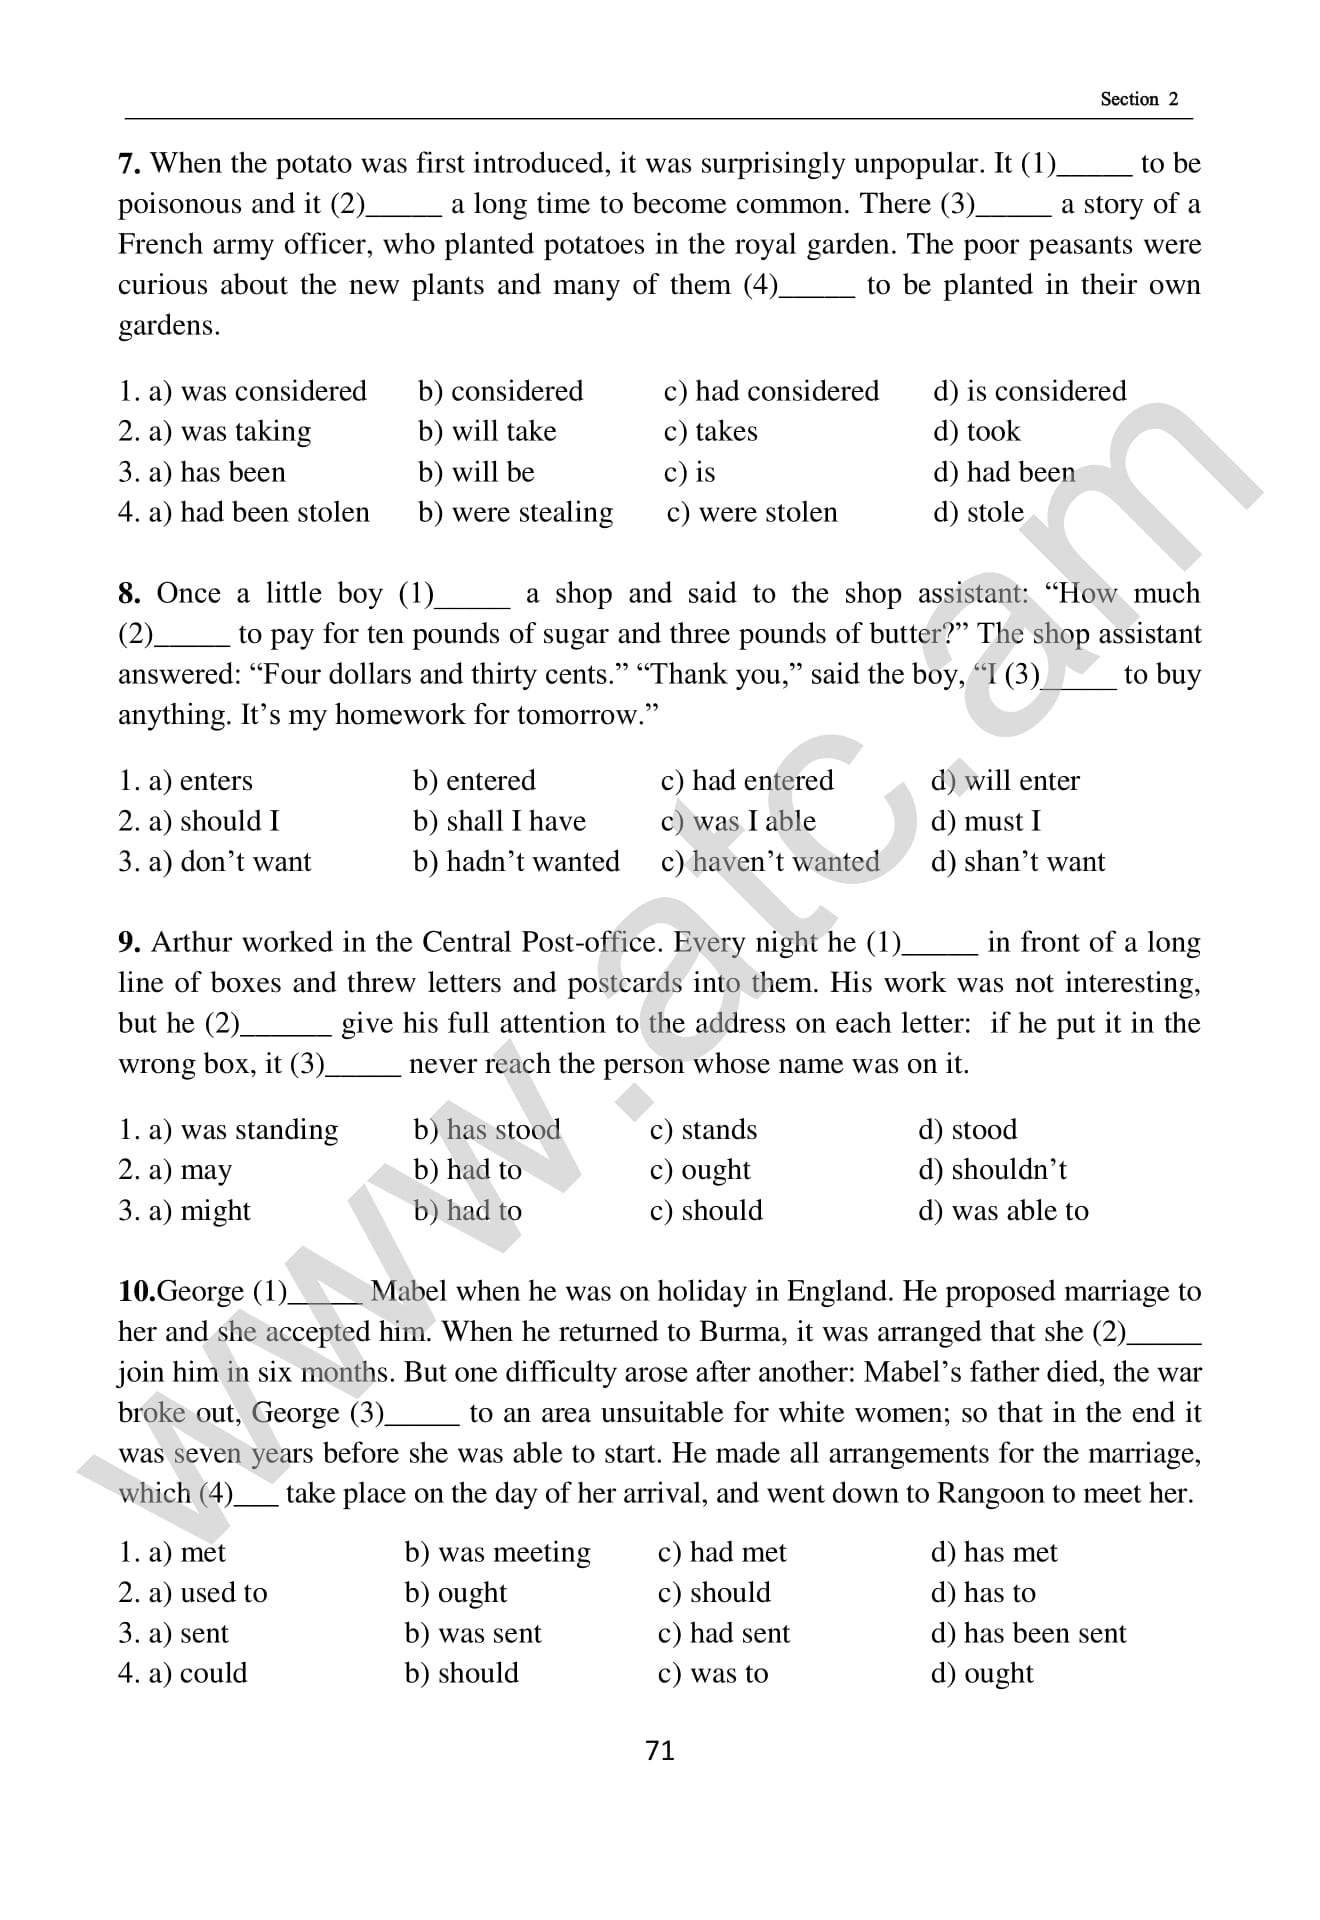 Section 2
7. When the potato was first introduced, it was surprisingly unpopular. It (1)_____ to be
poisonous and it (2)_____ a long time to become common. There (3)_____ a story of a
French army officer, who planted potatoes in the royal garden. The poor peasants were
curious about the new plants and many of them (4)_____ to be planted in their own
gardens.
1. a) was considered b) considered c) had considered d) is considered
2. a) was taking b) will take c) takes d) took
3. a) has been b) will be c) is d) had been
4. a) had been stolen b) were stealing c) were stolen d) stole
8. Once a little boy (1)_____ a shop and said to the shop assistant: “How much
(2)_____ to pay for ten pounds of sugar and three pounds of butter?” The shop assistant
answered: “Four dollars and thirty cents.” “Thank you,” said the boy, “I (3)_____ to buy
anything. It’s my homework for tomorrow.”
1. a) enters b) entered c) had entered d) will enter
2. a) should I b) shall I have c) was I able d) must I
3. a) don’t want b) hadn’t wanted c) haven’t wanted d) shan’t want
9. Arthur worked in the Central Post-office. Every night he (1)_____ in front of a long
line of boxes and threw letters and postcards into them. His work was not interesting,
but he (2)______ give his full attention to the address on each letter: if he put it in the
wrong box, it (3)_____ never reach the person whose name was on it.
1. a) was standing b) has stood c) stands d) stood
2. a) may b) had to c) ought d) shouldn’t
3. a) might b) had to c) should d) was able to
10.George (1)_____ Mabel when he was on holiday in England. He proposed marriage to
her and she accepted him. When he returned to Burma, it was arranged that she (2)_____
join him in six months. But one difficulty arose after another: Mabel’s father died, the war
broke out, George (3)_____ to an area unsuitable for white women; so that in the end it
was seven years before she was able to start. He made all arrangements for the marriage,
which (4)___ take place on the day of her arrival, and went down to Rangoon to meet her.
1. a) met b) was meeting c) had met d) has met
2. a) used to b) ought c) should d) has to
3. a) sent b) was sent c) had sent d) has been sent
4. a) could b) should c) was to d) ought
71
www.atc.am